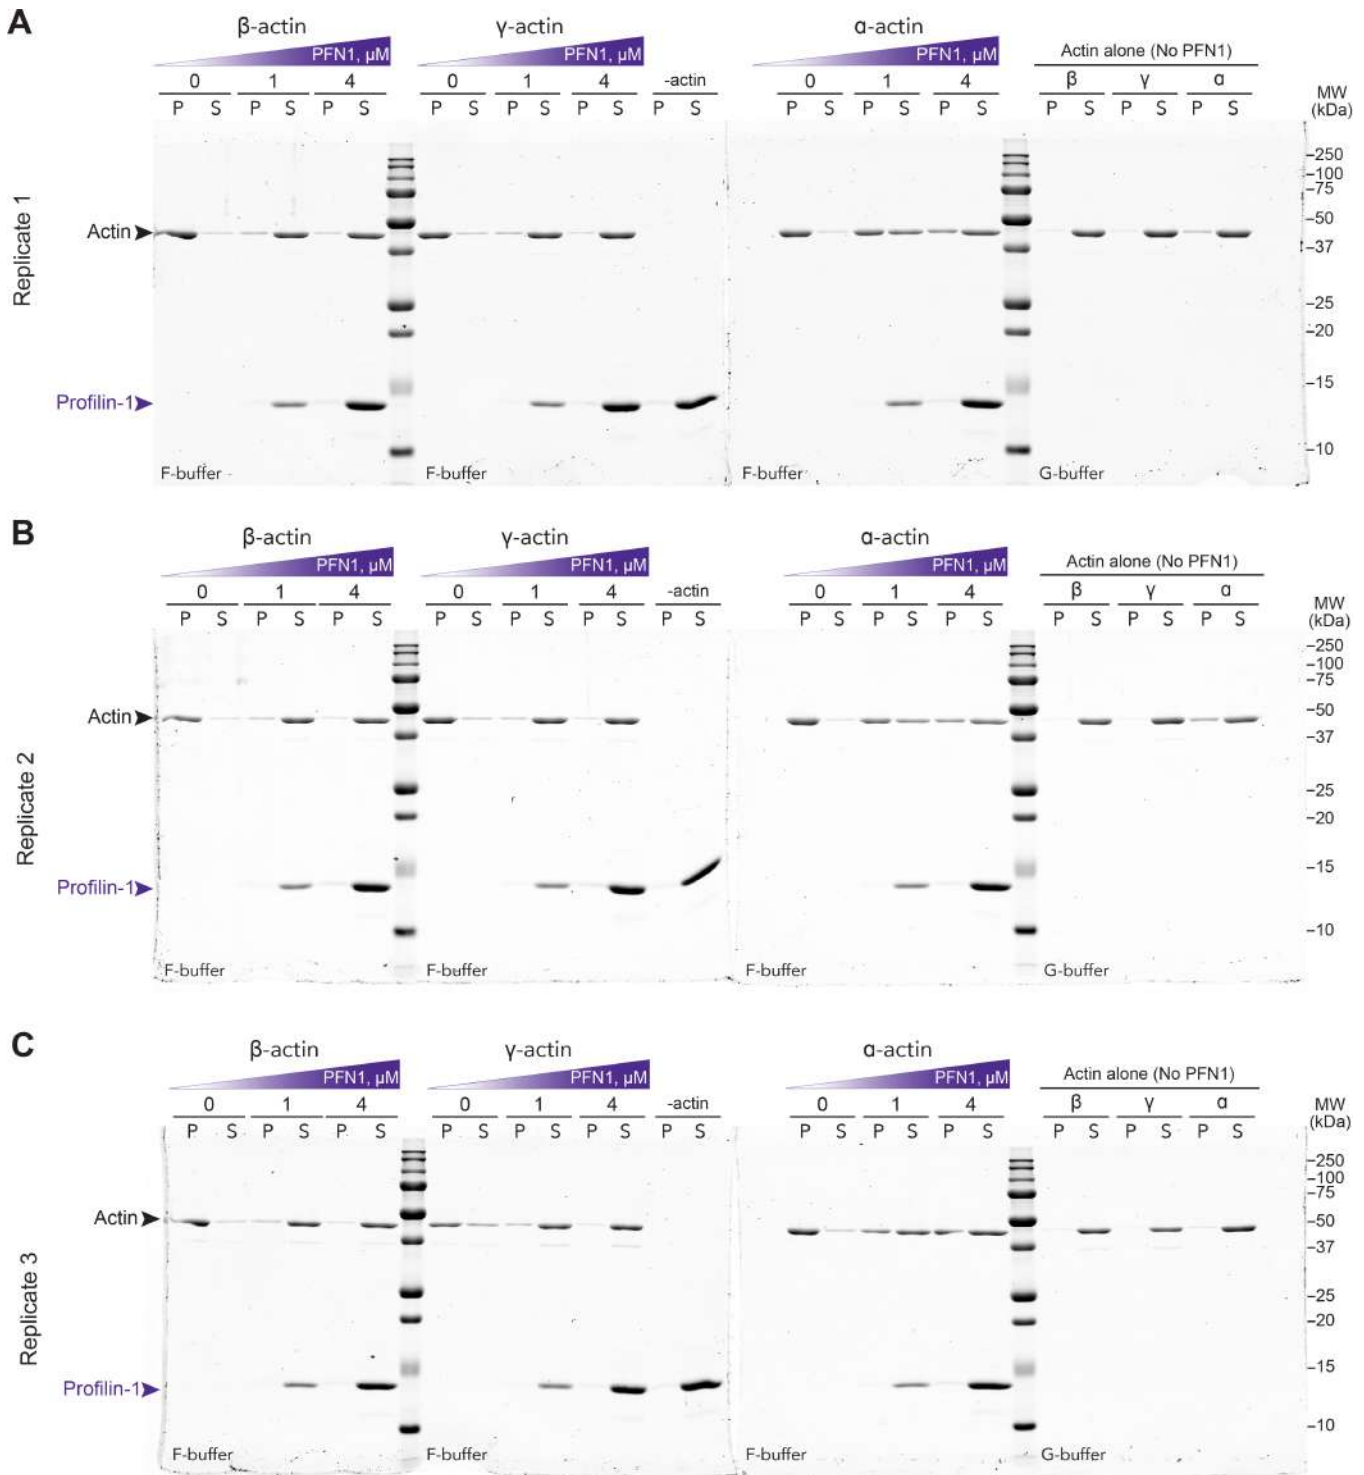 A
β-actin γ-actin α-actin
PFN1, μM PFN1, μM PFN1, μM Actin alone (No PFN1)
0 1 4 0 1 4 -actin 0 1 4 β γ α
P S P S P S P S P S P S P S P S P S P S P S P S P S
MW
(kDa)
Replicate 1
–250
–100
–75
–50
Actin
–37
–25
–20
–15
Profilin-1
–10
F-buffer F-buffer F-buffer G-buffer
B
β-actin γ-actin α-actin
PFN1, μM PFN1, μM PFN1, μM Actin alone (No PFN1)
0 1 4 0 1 4 -actin 0 1 4 β γ α
P S P S P S P S P S P S P S P S P S P S P S P S P S
MW
(kDa)
Replicate 2
–250
–100
–75
–50
Actin
–37
–25
–20
–15
Profilin-1
–10
F-buffer F-buffer F-buffer G-buffer
C
β-actin γ-actin α-actin
PFN1, μM PFN1, μM PFN1, μM Actin alone (No PFN1)
0 1 4 0 1 4 -actin 0 1 4 β γ α
P S P S P S P S P S P S P S P S P S P S P S P S P S
MW
(kDa)
Replicate 3
–250
–100
–75
–50
Actin
–37
–25
–20
–15
Profilin-1
–10
F-buffer F-buffer F-buffer G-buffer